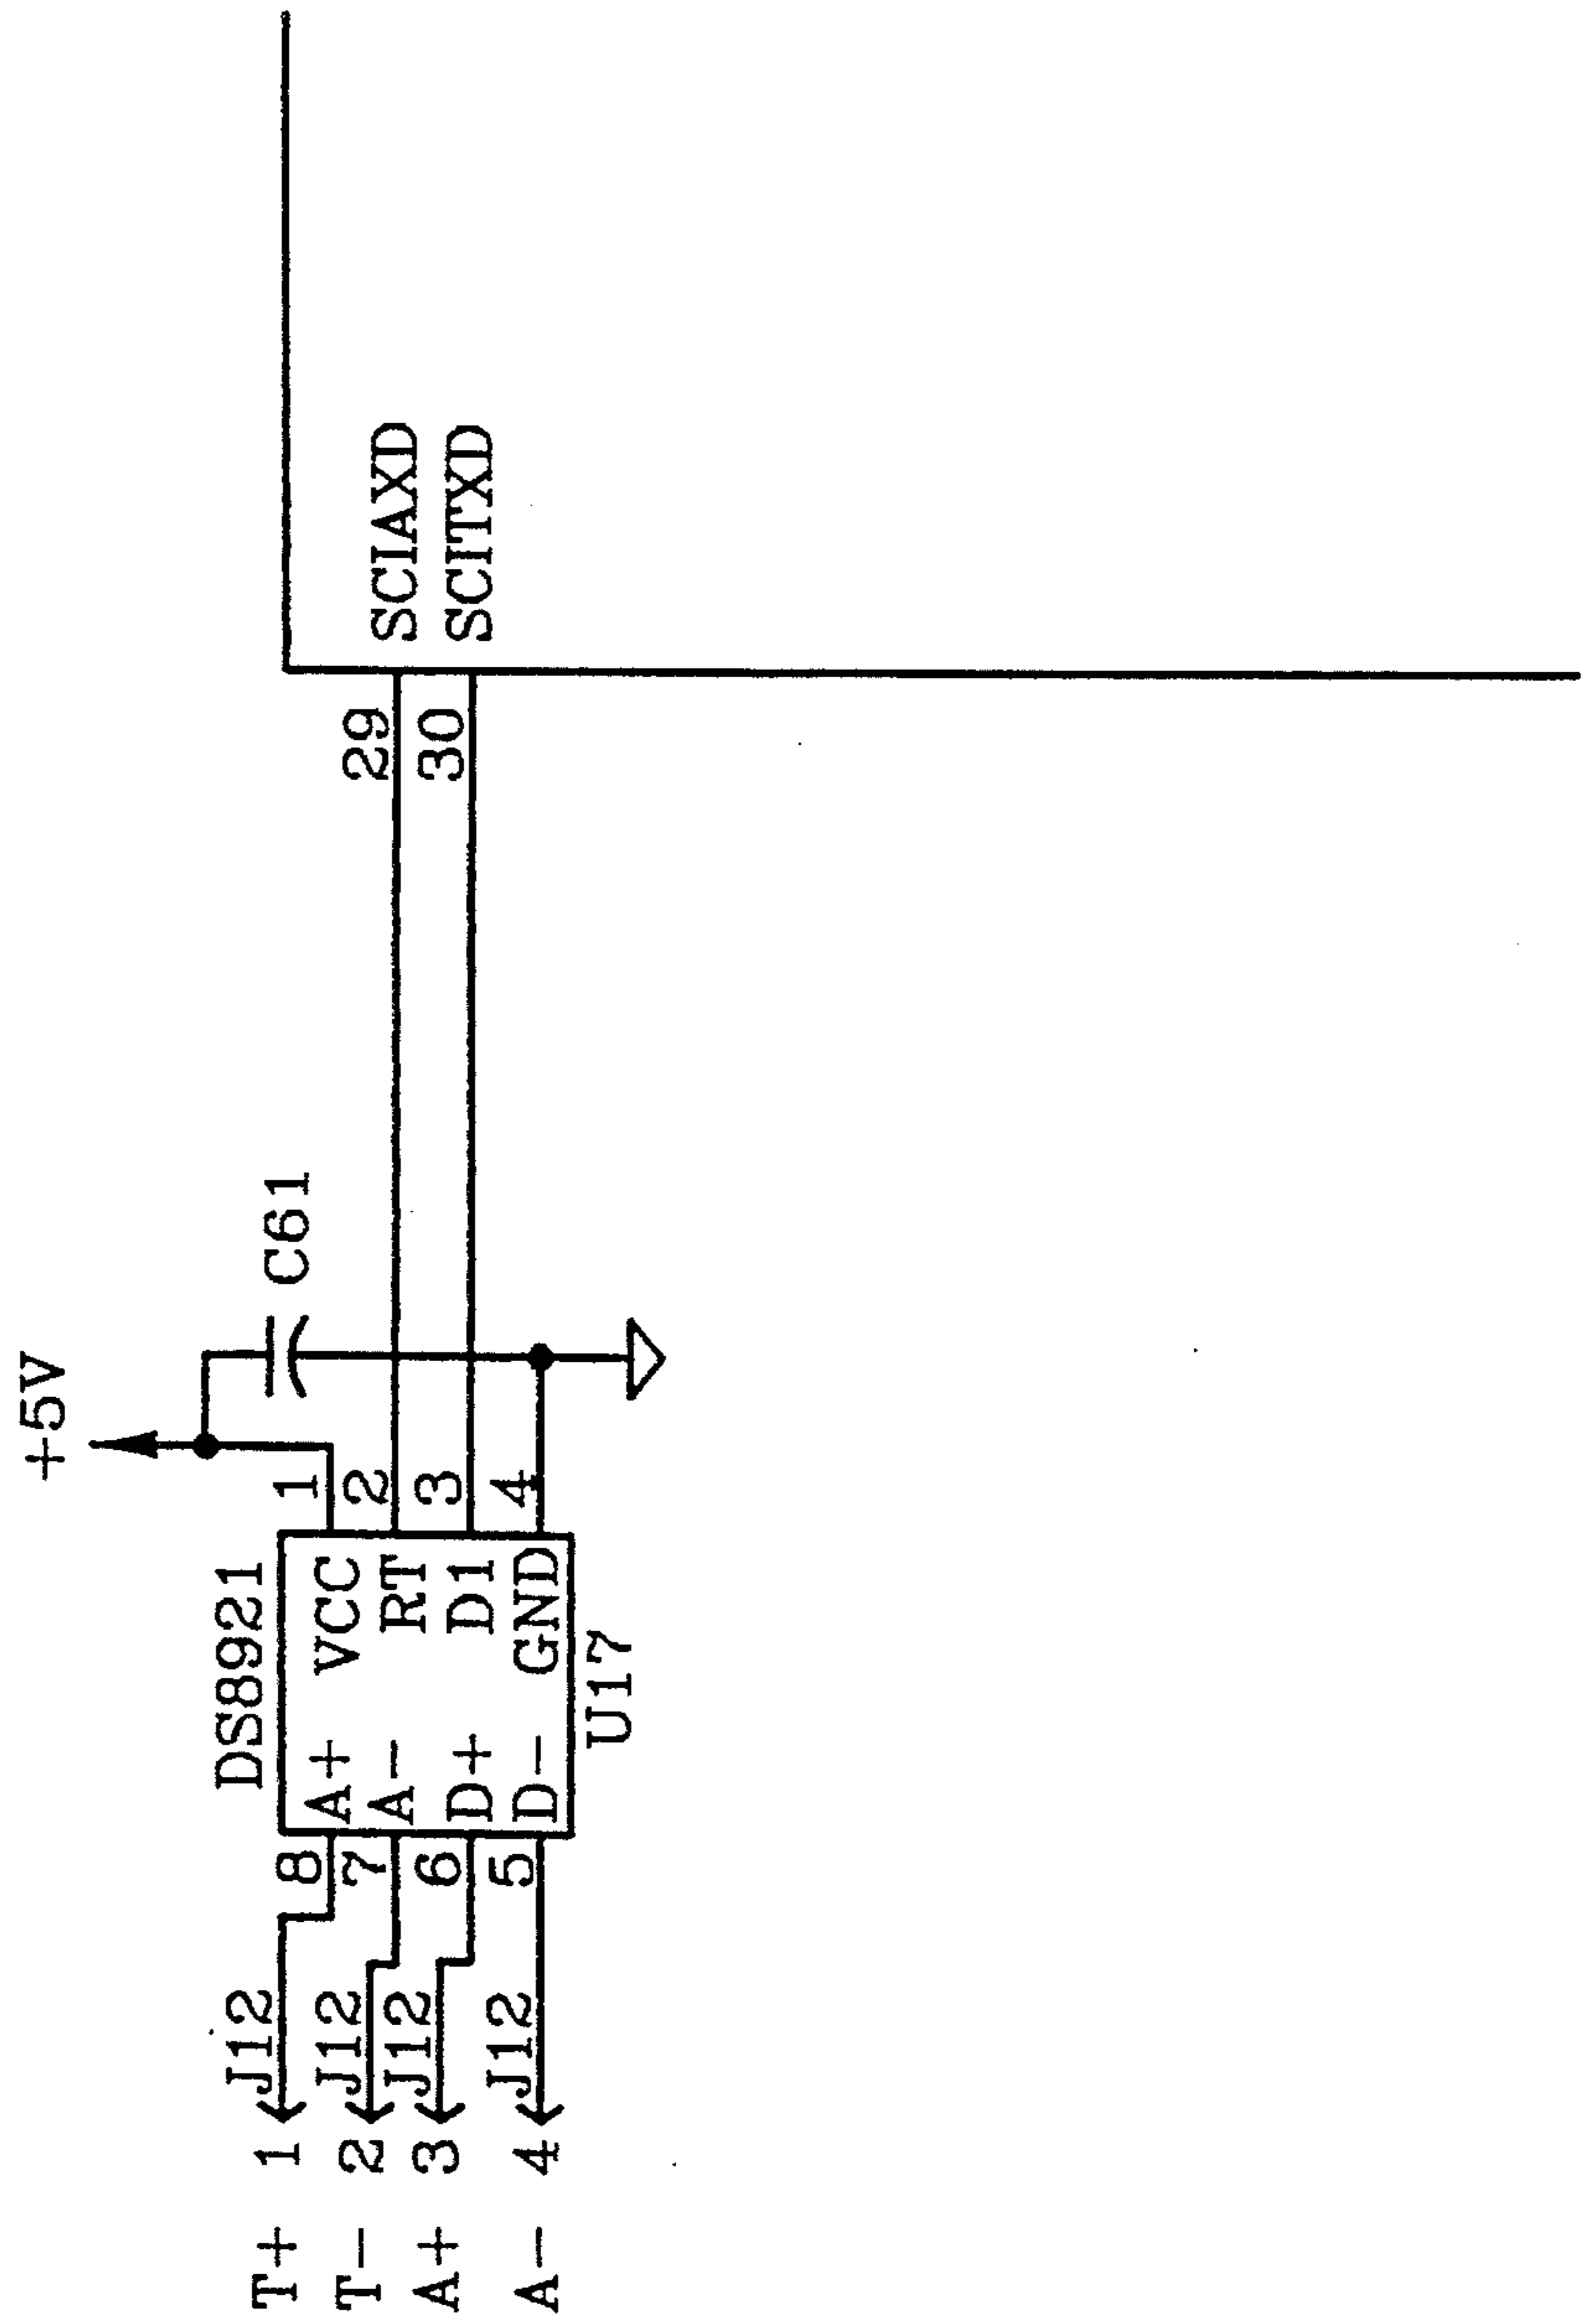 +5V
C61
DS8921
U17
T+ 1 J12 8 A+ VCC 1
T- 2 J12 7 A- RT 2 29 SCIAXD
A+ 3 J12 6 D+ D1 3 30 SCITXD
A- 4 J12 5 D- GND 4